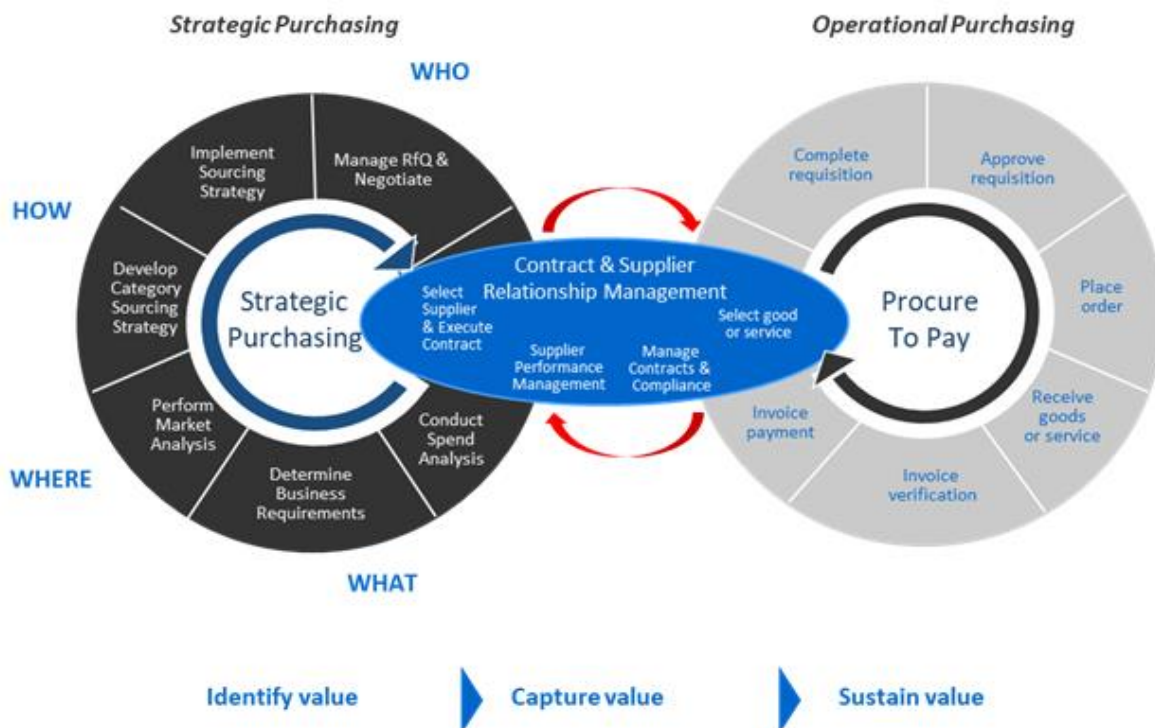 Strategic Purchasing
Operational Purchasing
WHO
HOW
WHERE
WHAT
Implement
Sourcing
Strategy
Manage RfQ &
Negotiate
Develop
Category
Sourcing
Strategy
Strategic
Purchasing
Perform
Market
Analysis
Determine
Business
Requirements
Conduct
Spend
Analysis
Contract & Supplier
Relationship Management
Select
Supplier
& Execute
Contract
Supplier
Performance
Management
Manage
Contracts &
Compliance
Select good
or service
Complete
requisition
Approve
requisition
Place
order
Receive
goods
or service
Invoice
verification
Invoice
payment
Procure
To Pay
Identify value
Capture value
Sustain value